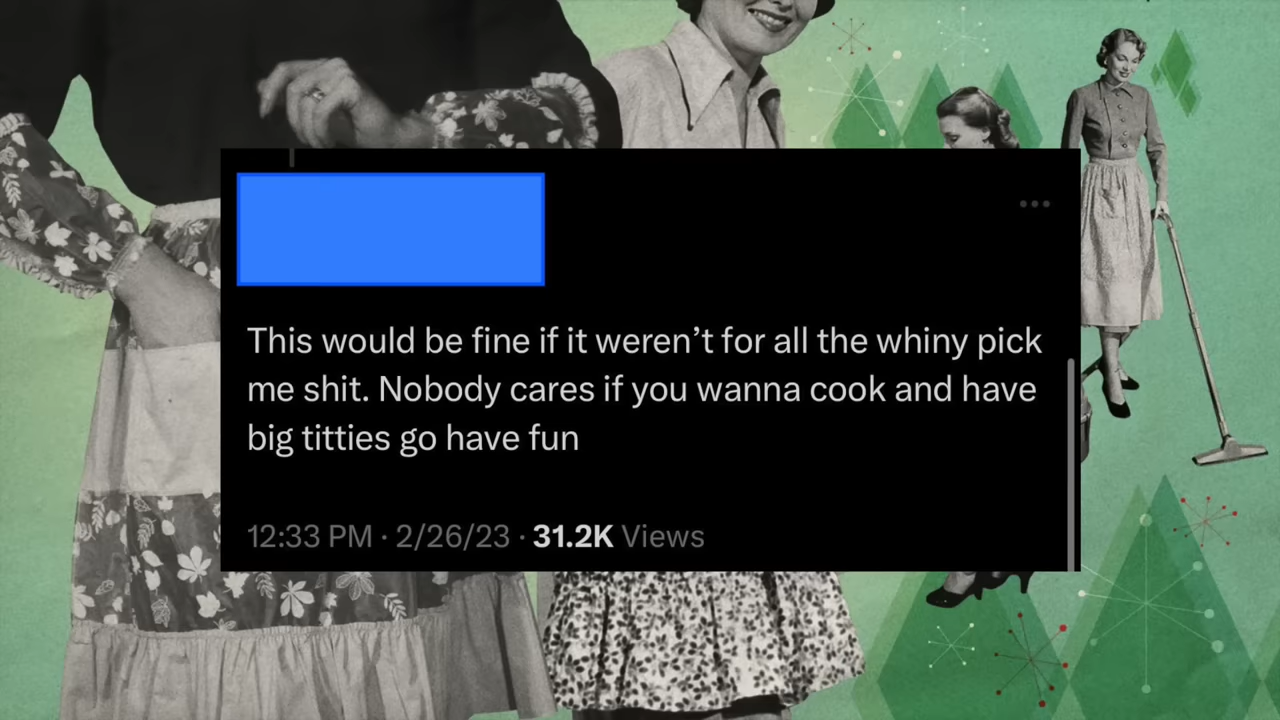 This would be fine if it weren’t for all the whiny pick
me shit. Nobody cares if you wanna cook and have
big titties go have fun
12:33 PM · 2/26/23 · 31.2K Views